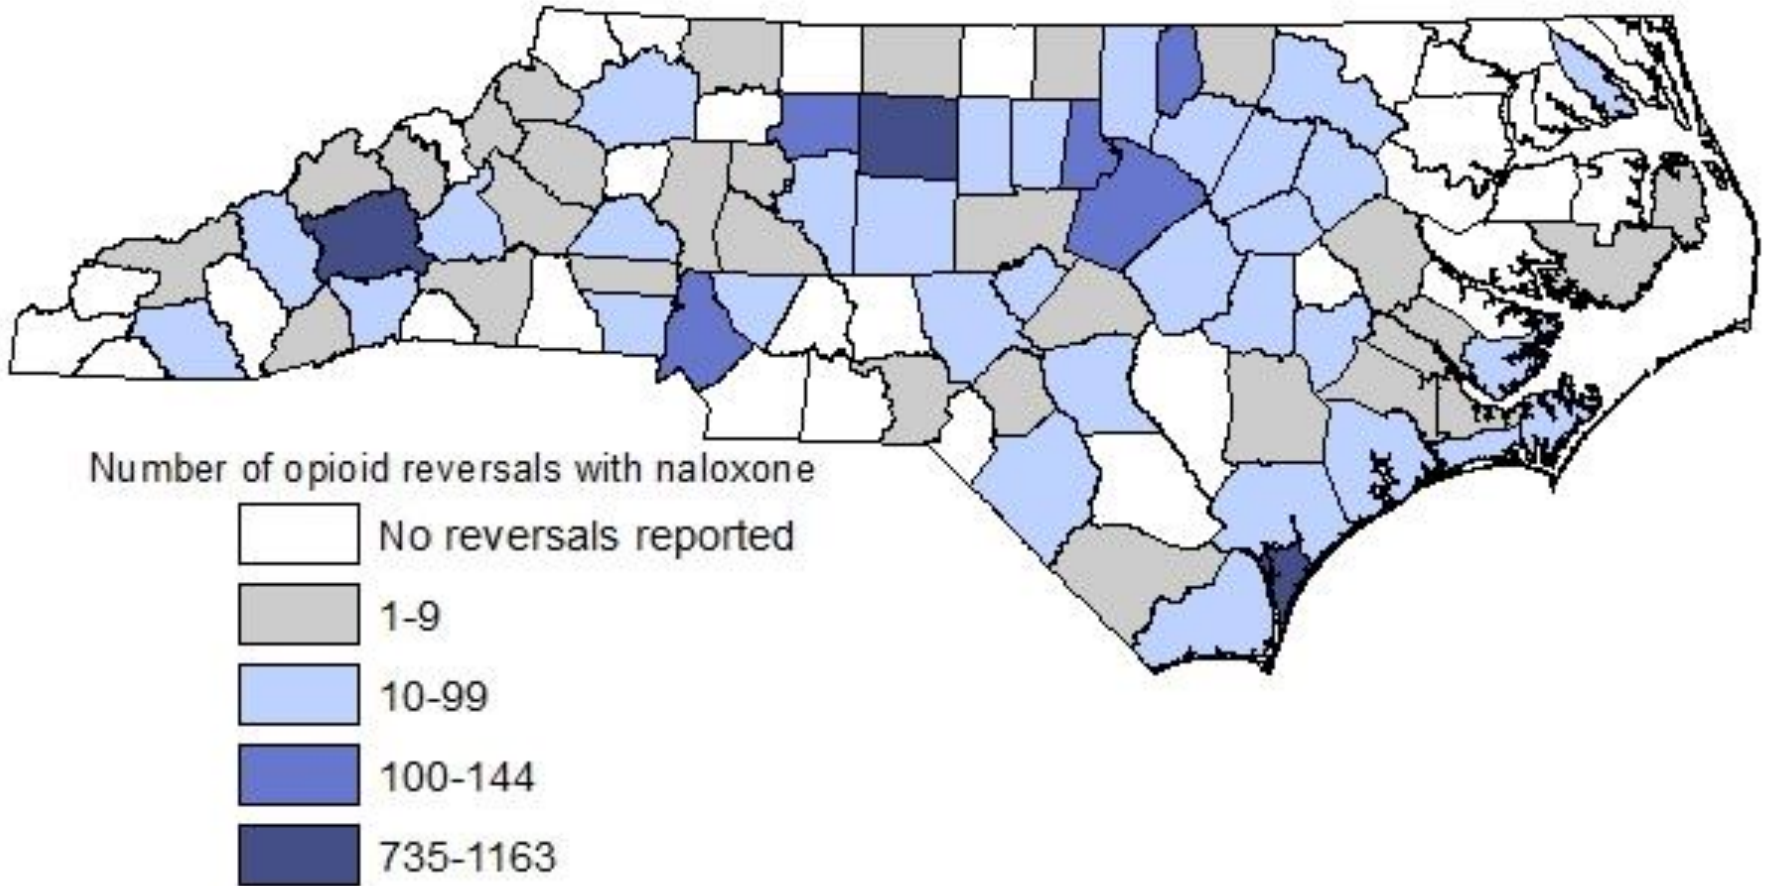 Number of opioid reversals with naloxone
No reversals reported
1-9
10-99
100-144
735-1163